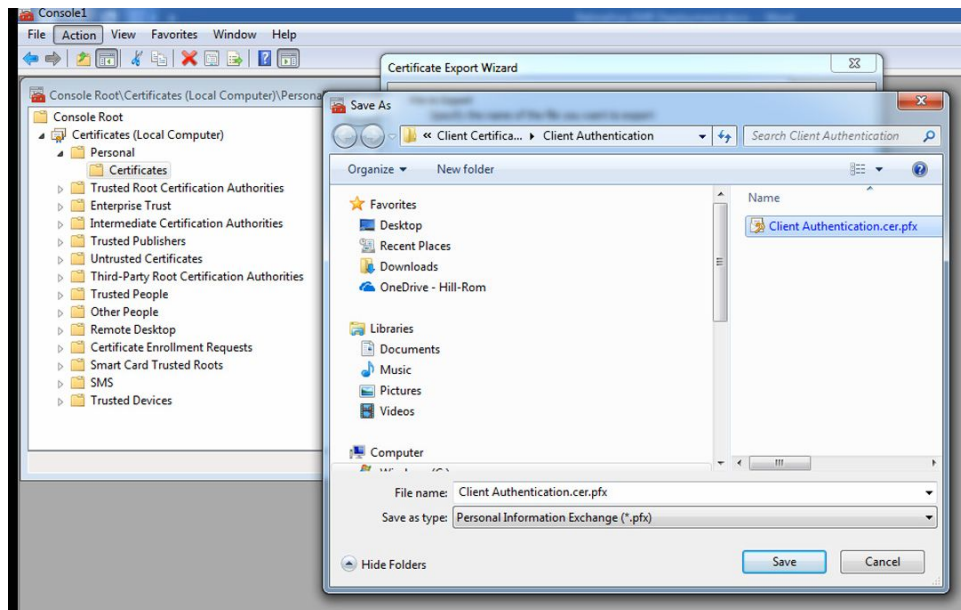 Console1
File Action View Favorites Window Help
Certificate Export Wizard
Console Root\Certificates (Local Computer)\Persona
Console Root
Certificates (Local Computer)
Personal
Certificates
Trusted Root Certification Authorities
Enterprise Trust
Intermediate Certification Authorities
Trusted Publishers
Untrusted Certificates
Third-Party Root Certification Authorities
Trusted People
Other People
Remote Desktop
Certificate Enrollment Requests
Smart Card Trusted Roots
SMS
Trusted Devices
Save As
« Client Certifica... Client Authentication
Search Client Authentication
Organize New folder
Favorites
Desktop
Recent Places
Downloads
OneDrive - Hill-Rom
Libraries
Documents
Music
Pictures
Videos
Computer
Name
Client Authentication.cer.pfx
File name: Client Authentication.cer.pfx
Save as type: Personal Information Exchange (*.pfx)
Hide Folders
Save Cancel